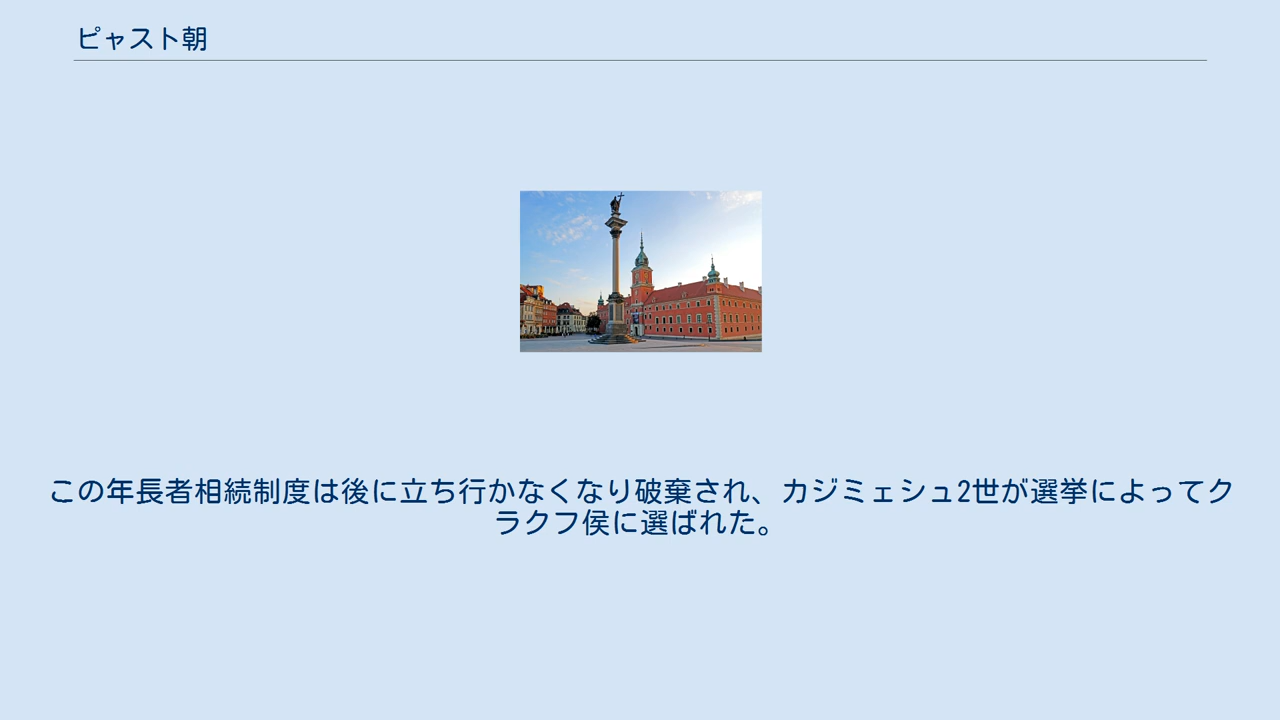 ピャスト朝
この年長者相続制度は後に立ち行かなくなり破棄され、カジミェシュ2世が選挙によってク
ラクフ侯に選ばれた。